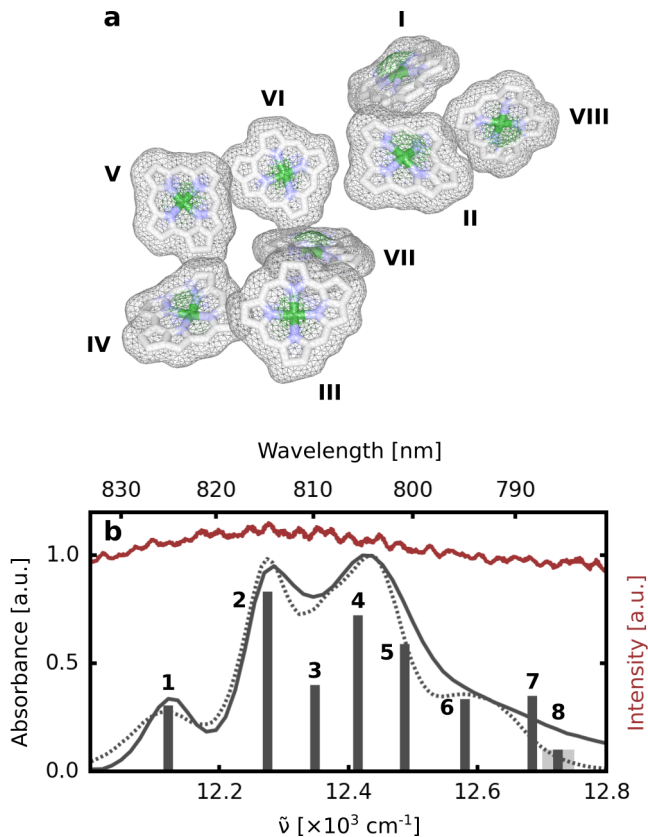 a
I
VI
VIII
V
II
VII
IV
III
Wavelength [nm]
830 820 810 800 790
b
1.0
0.5
0.0
Absorbance [a.u.]
Intensity [a.u.]
1 2 3 4 5 6 7 8
12.2 12.4 12.6 12.8
ν̃ [×10³ cm⁻¹]